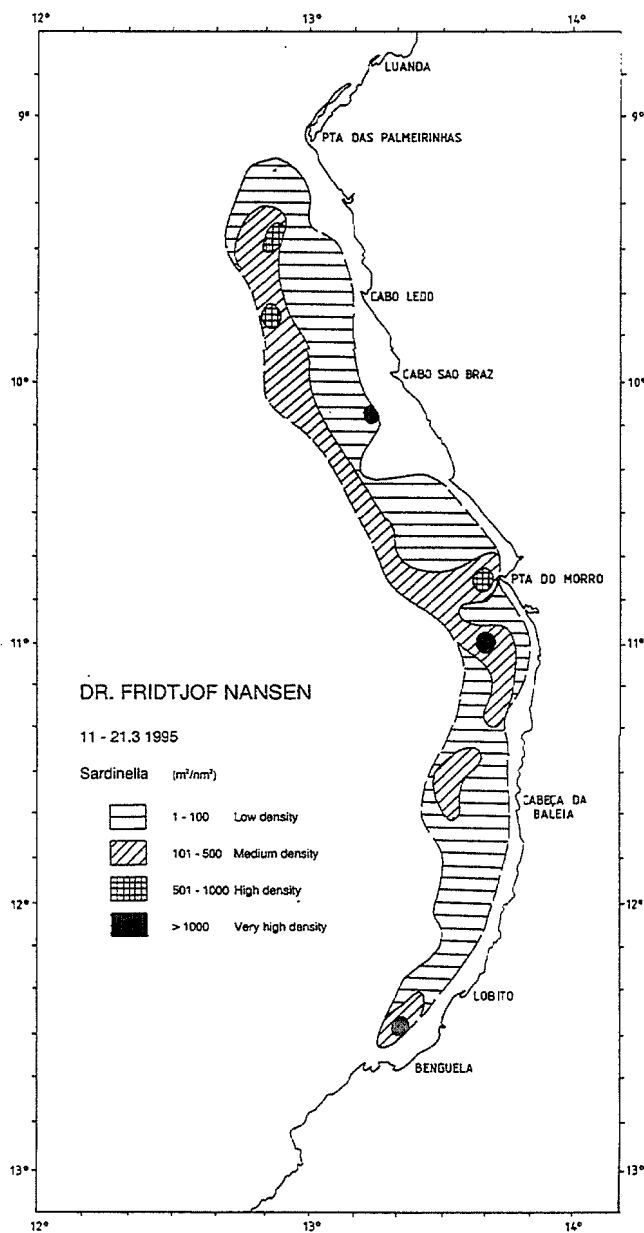 12° 13° 14°
LUANDA
9° 9°
PTA DAS PALMEIRINHAS
CABO LEDO
CABO SAO BRAZ
10° 10°
PTA DO MORRO
11° 11°
DR. FRIDTJOF NANSEN
11 - 21.3 1995
Sardinella (m²/nm²)
1 - 100 Low density
101 - 500 Medium density
501 - 1000 High density
> 1000 Very high density
CABEÇA DA
BALEIA
12° 12°
LOBITO
BENGUELA
13° 13°
12° 13° 14°